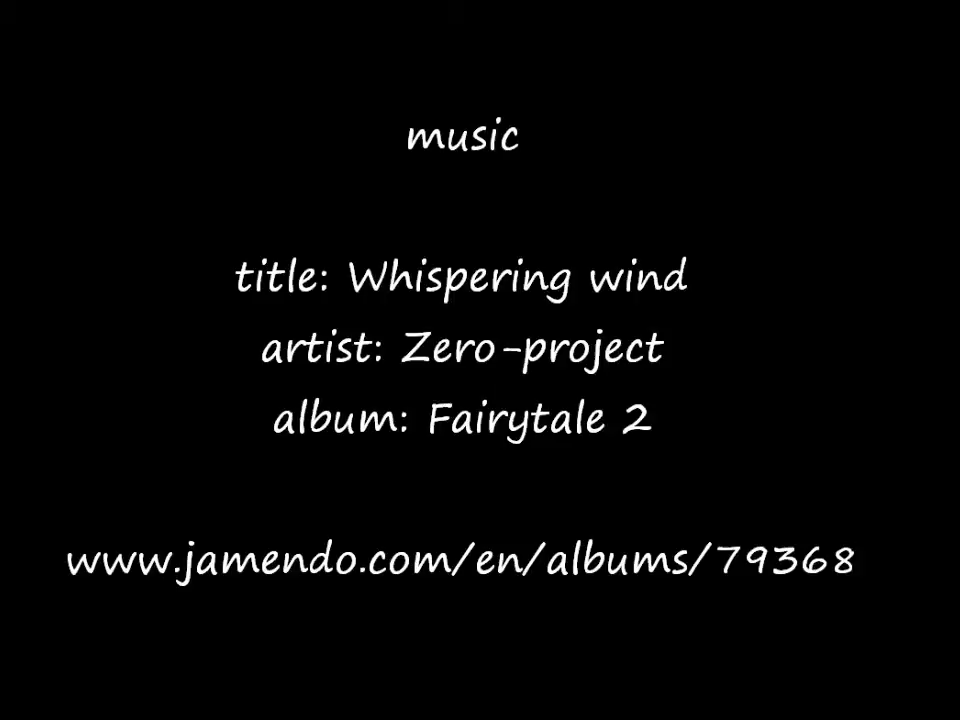 music
title: Whispering wind
artist: Zero-project
album: Fairytale 2
www.jamendo.com/en/albums/79368